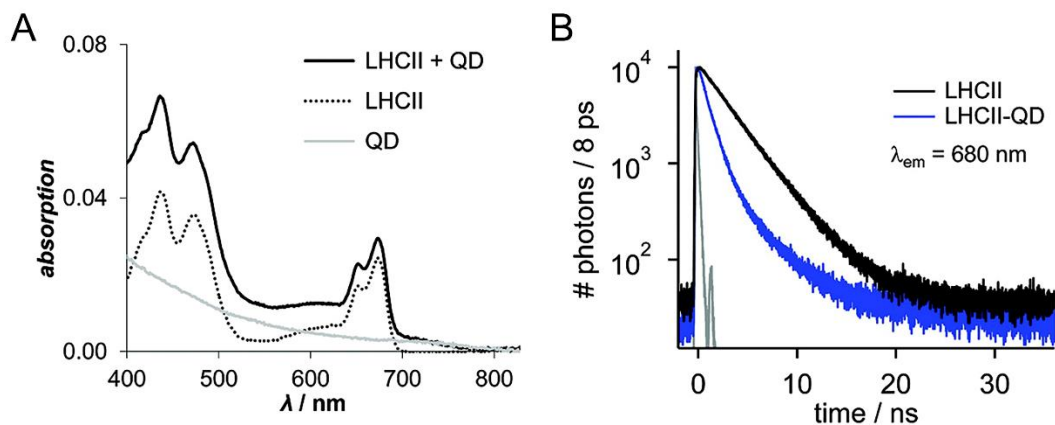 A
0.08
0.04
0.00
absorption
LHCII + QD
LHCII
QD
400 500 600 700 800
λ / nm
B
10⁴
10³
10²
# photons / 8 ps
LHCII
LHCII-QD
λem = 680 nm
0 10 20 30
time / ns